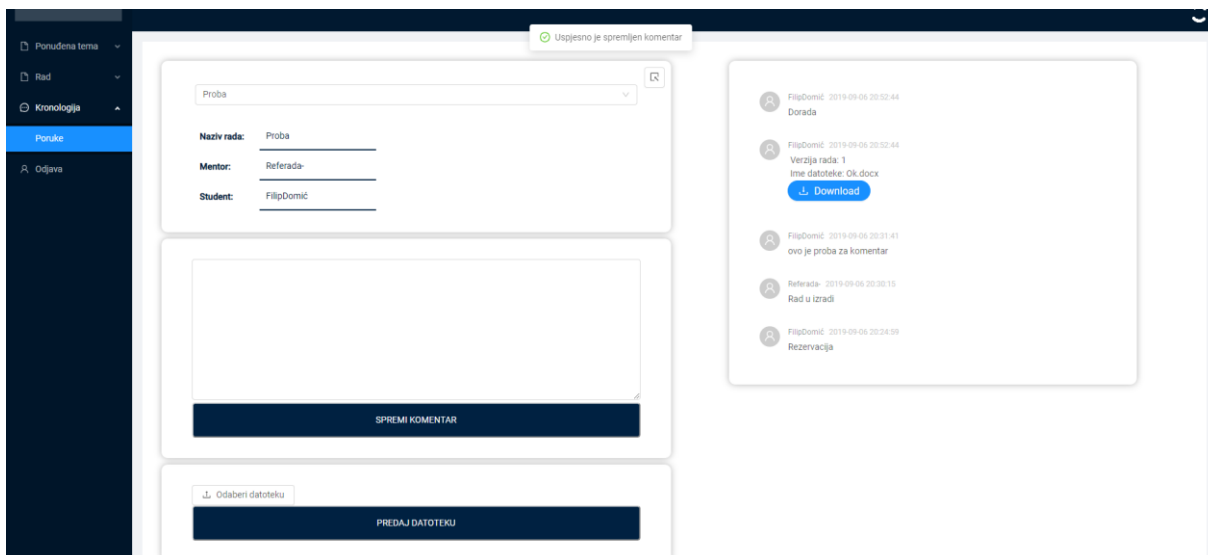 Uspjesno je spremljen komentar
Ponuđena tema
Rad
Kronologija
Poruke
Odjava
Proba
Naziv rada: Proba
Mentor: Referada-
Student: FilipDomić
SPREMI KOMENTAR
Odaberi datoteku
PREDAJ DATOTEKU
FilipDomić 2019-09-06 20:52:44
Dorada
FilipDomić 2019-09-06 20:52:44
Verzija rada: 1
Ime datoteke: Ok.docx
Download
FilipDomić 2019-09-06 20:31:41
ovo je proba za komentar
Referada- 2019-09-06 20:30:15
Rad u izradi
FilipDomić 2019-09-06 20:24:59
Rezervacija